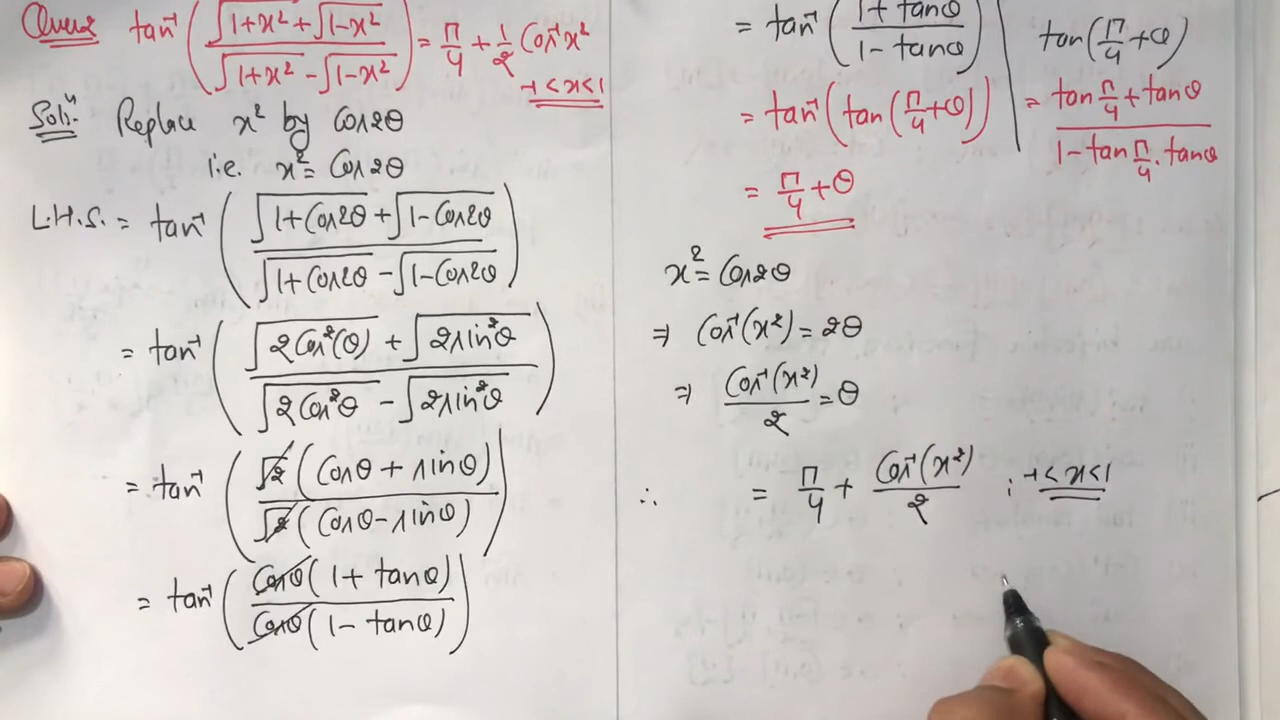 Ques tan⁻¹(√(1+x²) + √(1-x²) / √(1+x²) - √(1-x²)) = π/4 + 1/2 Cos⁻¹x²
-1<x<1
Solⁿ:- Replace x² by Cos2θ
i.e. x² = Cos2θ
L.H.S. = tan⁻¹(√(1+Cos2θ) + √(1-Cos2θ) / √(1+Cos2θ) - √(1-Cos2θ))
= tan⁻¹(√(2Cos²(θ)) + √(2sin²θ) / √(2Cos²θ) - √(2sin²θ))
= tan⁻¹(√2(Cosθ + sinθ) / √2(Cosθ - sinθ))
= tan⁻¹(Cosθ(1 + tanθ) / Cosθ(1 - tanθ))
= tan⁻¹(1 + tanθ / 1 - tanθ)
= tan⁻¹(tan(π/4 + θ))
= π/4 + θ
tan(π/4 + θ)
= tan π/4 + tanθ / 1 - tan π/4 . tanθ
x² = Cos2θ
⇒ Cos⁻¹(x²) = 2θ
⇒ Cos⁻¹(x²)/2 = θ
∴ = π/4 + Cos⁻¹(x²)/2 ; -1<x<1